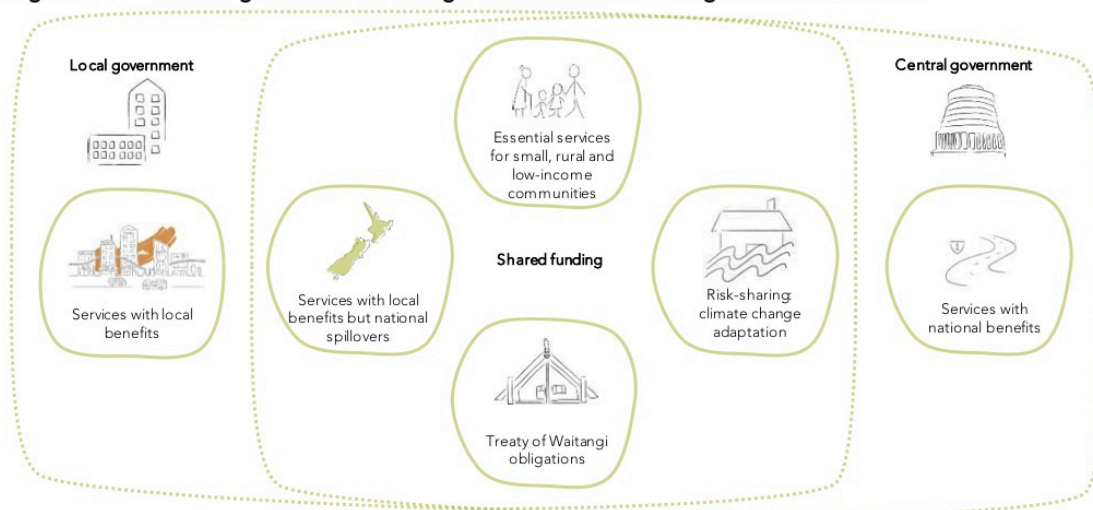 Local government
Central government
Essential services
for small, rural and
low-income
communities
Services with local
benefits
Services with local
benefits but national
spillovers
Shared funding
Risk-sharing:
climate change
adaptation
1
Services with
national benefits
Treaty of Waitangi
obligations